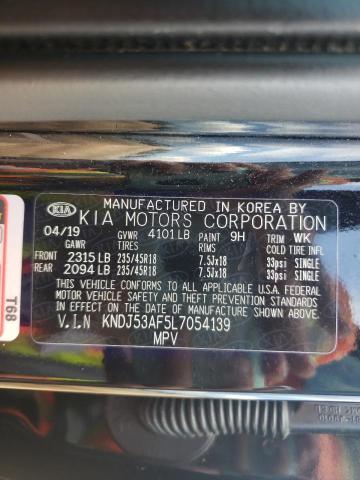 MANUFACTURED IN KOREA BY
KIA KIA MOTORS CORPORATION
04/19 GVWR 4101 LB PAINT 9H TRIM WK
GAWR TIRES RIMS COLD TIRE INFL
FRONT 2315 LB 235/45R18 7.5Jx18 33psi SINGLE
REAR 2094 LB 235/45R18 7.5Jx18 33psi SINGLE
THIS VEHICLE CONFORMS TO ALL APPLICABLE U.S.A. FEDERAL
MOTOR VEHICLE SAFETY, BUMPER, AND THEFT PREVENTION
STANDARDS IN EFFECT ON THE DATE OF MANUFACTURE SHOWN ABOVE.
V.I.N KNDJ53AF5L7054139
MPV
T68